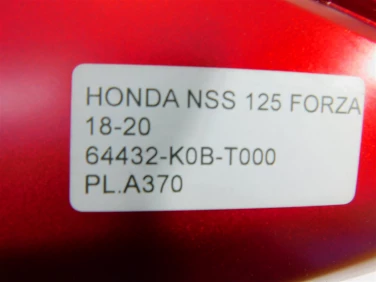 HONDA NSS 125 FORZA
18-20
64432-K0B-T000
PL.A370